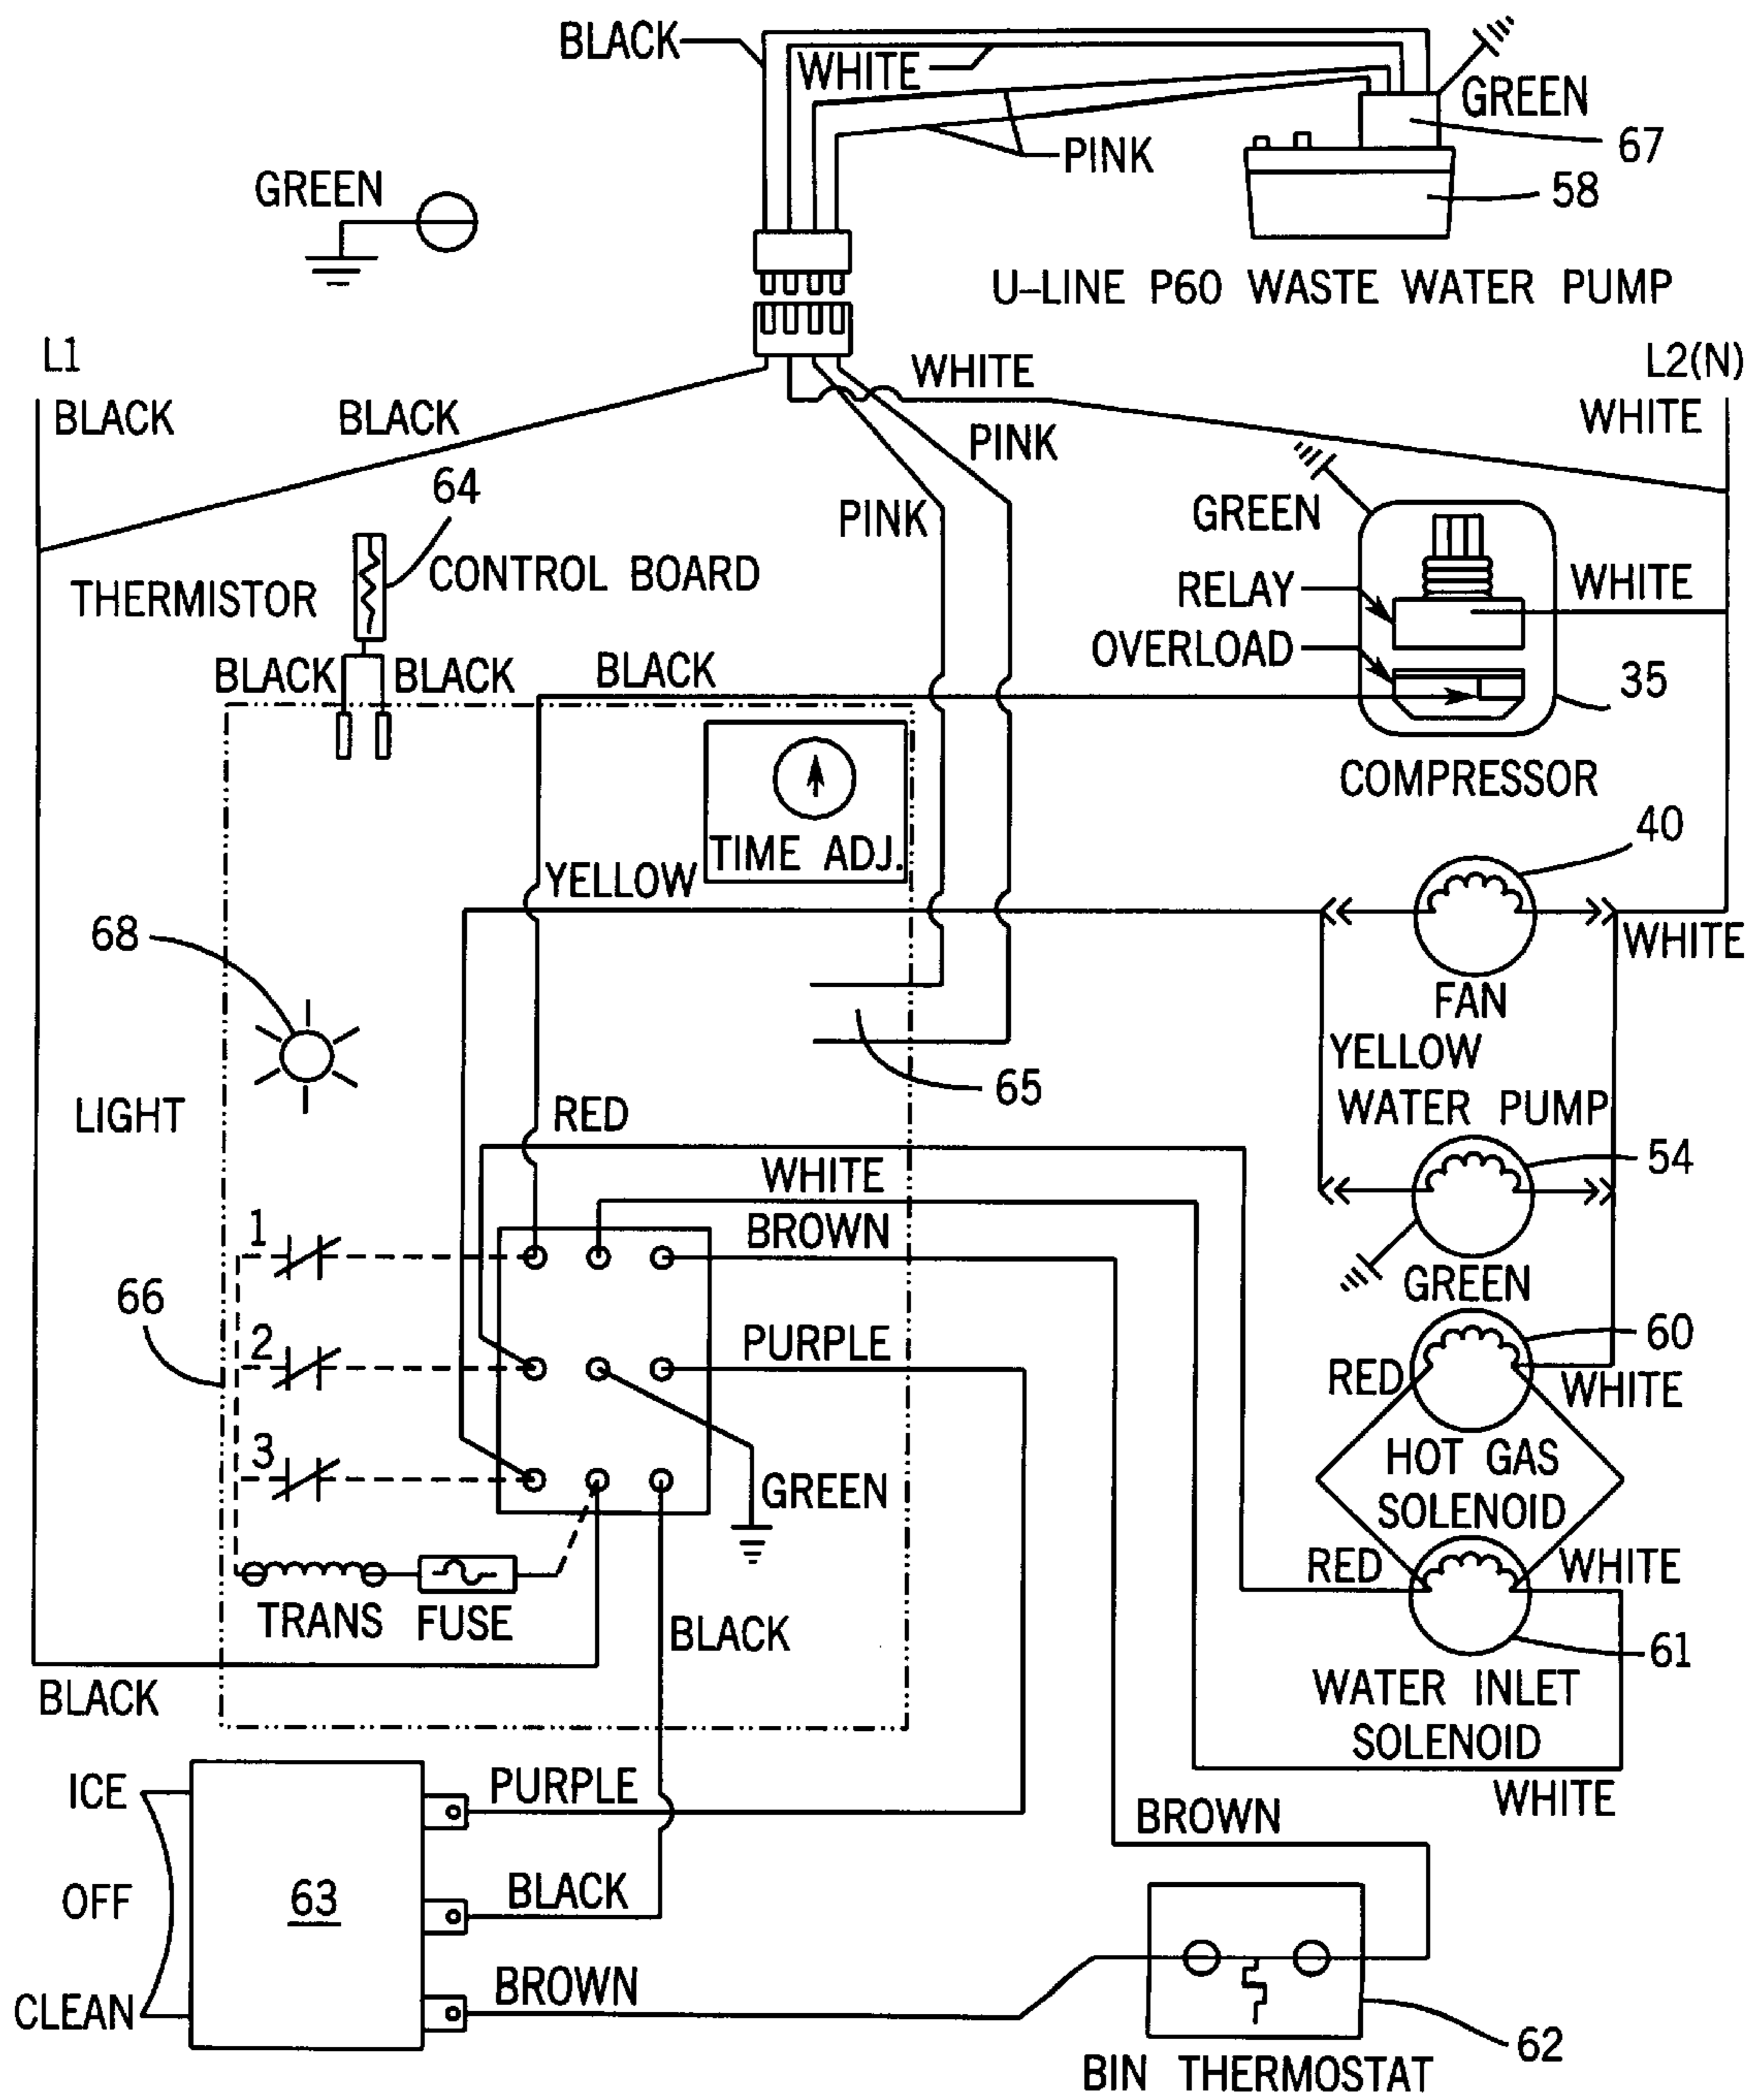 BLACK
WHITE
GREEN
67
PINK
58
GREEN
U-LINE P60 WASTE WATER PUMP
L1
L2(N)
WHITE
BLACK
BLACK
WHITE
PINK
64
PINK
GREEN
THERMISTOR
CONTROL BOARD
RELAY
WHITE
OVERLOAD
BLACK
BLACK
BLACK
35
COMPRESSOR
TIME ADJ.
40
YELLOW
68
WHITE
FAN
YELLOW
65
LIGHT
RED
WATER PUMP
54
WHITE
1
BROWN
GREEN
66
2
PURPLE
60
RED
WHITE
3
GREEN
HOT GAS
SOLENOID
RED
WHITE
TRANS
FUSE
BLACK
61
BLACK
WATER INLET
SOLENOID
WHITE
ICE
PURPLE
BROWN
OFF
63
BLACK
CLEAN
BROWN
62
BIN THERMOSTAT